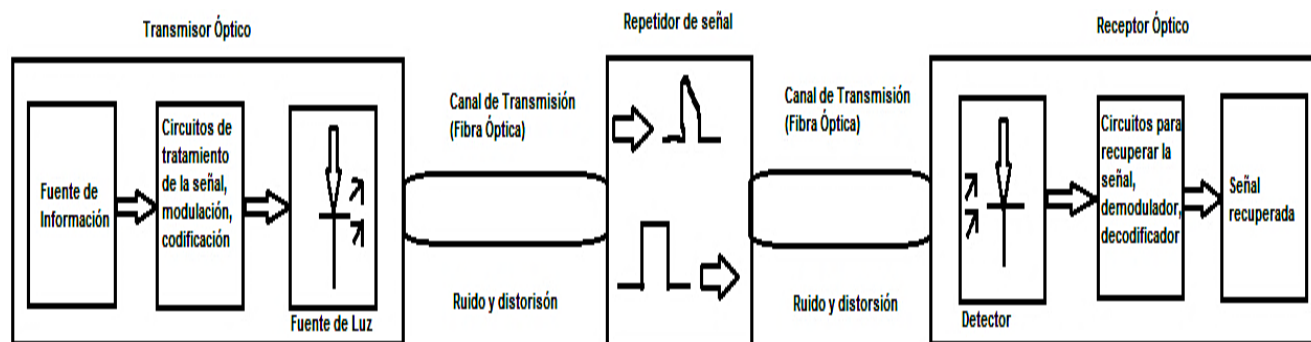 Transmisor Óptico
Repetidor de señal
Receptor Óptico
Fuente de
Información
Circuitos de
tratamiento
de la señal,
modulación,
codificación
Fuente de Luz
Canal de Transmisión
(Fibra Óptica)
Ruido y distorisón
Canal de Transmisión
(Fibra Óptica)
Ruido y distorsión
Detector
Circuitos para
recuperar la
señal,
demodulador,
decodificador
Señal
recuperada